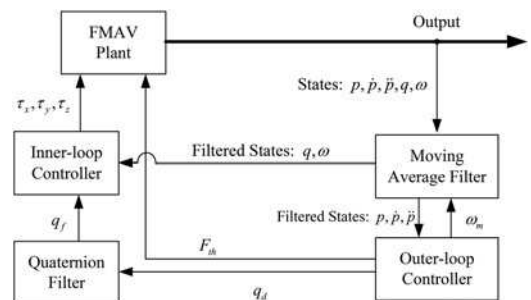 FMAV
Plant
Output
States: p, ṗ, p̈, q, ω
τx, τy, τz
Inner-loop
Controller
Filtered States: q, ω
Moving
Average Filter
qf
Filtered States: p, ṗ, p̈
ωm
Fth
Quaternion
Filter
qd
Outer-loop
Controller